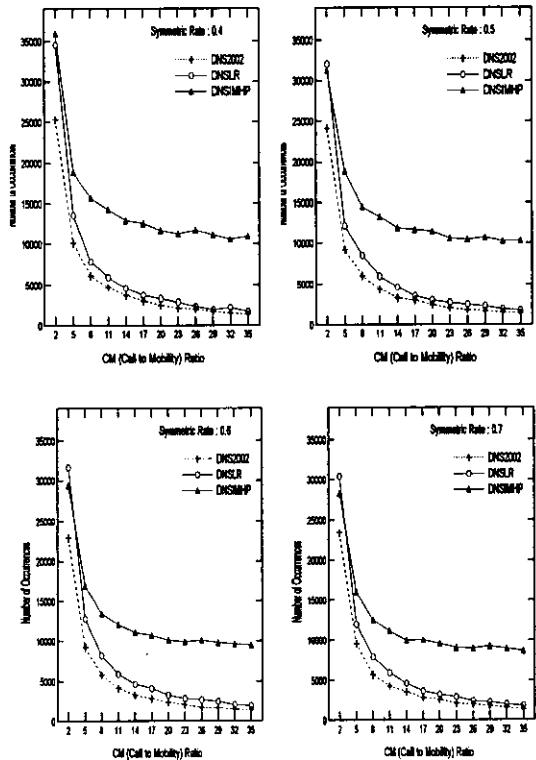 Symmetric Rate : 0.4
DNS2002
DNSLR
DNSIMHP
35000
30000
25000
20000
15000
10000
5000
0
Number of Occurrences
2 5 8 11 14 17 20 23 26 29 32 35
CM (Call to Mobility) Ratio
Symmetric Rate : 0.5
DNS2002
DNSLR
DNSIMHP
35000
30000
25000
20000
15000
10000
5000
0
Number of Occurrences
2 5 8 11 14 17 20 23 26 29 32 35
CM (Call to Mobility) Ratio
Symmetric Rate : 0.6
DNS2002
DNSLR
DNSIMHP
35000
30000
25000
20000
15000
10000
5000
0
Number of Occurrences
2 5 8 11 14 17 20 23 26 29 32 35
CM (Call to Mobility) Ratio
Symmetric Rate : 0.7
DNS2002
DNSLR
DNSIMHP
35000
30000
25000
20000
15000
10000
5000
0
Number of Occurrences
2 5 8 11 14 17 20 23 26 29 32 35
CM (Call to Mobility) Ratio